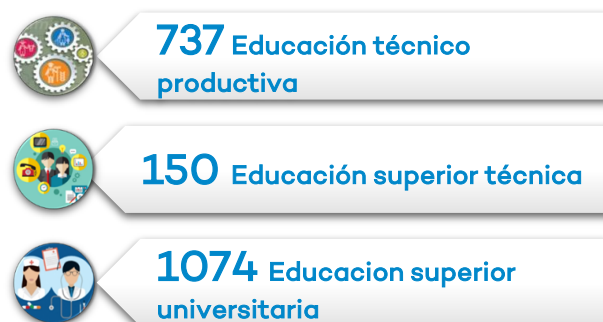 737 Educación técnico
productiva
150 Educación superior técnica
1074 Educacion superior
universitaria